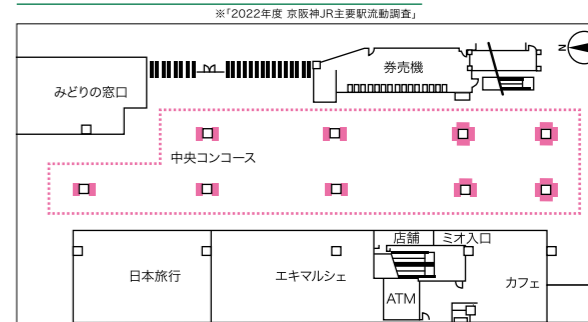 ※「2022年度 京阪神JR主要駅流動調査」
N
券売機
みどりの窓口
中央コンコース
店舗
ミオ入口
日本旅行
エキマルシェ
カフェ
ATM